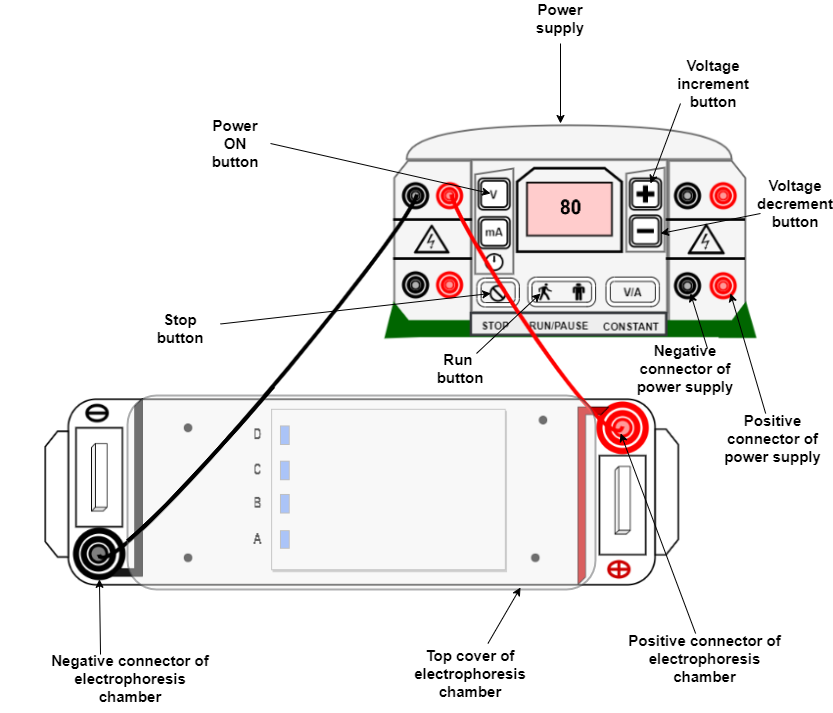 Power
supply
Voltage
increment
button
Power
ON
button
Voltage
decrement
button
V
80
mA
V/A
STOP
RUN/PAUSE
CONSTANT
Stop
button
Run
button
Negative
connector of
power supply
Positive
connector of
power supply
D
C
B
A
Negative connector of
electrophoresis
chamber
Top cover of
electrophoresis
chamber
Positive connector of
electrophoresis
chamber